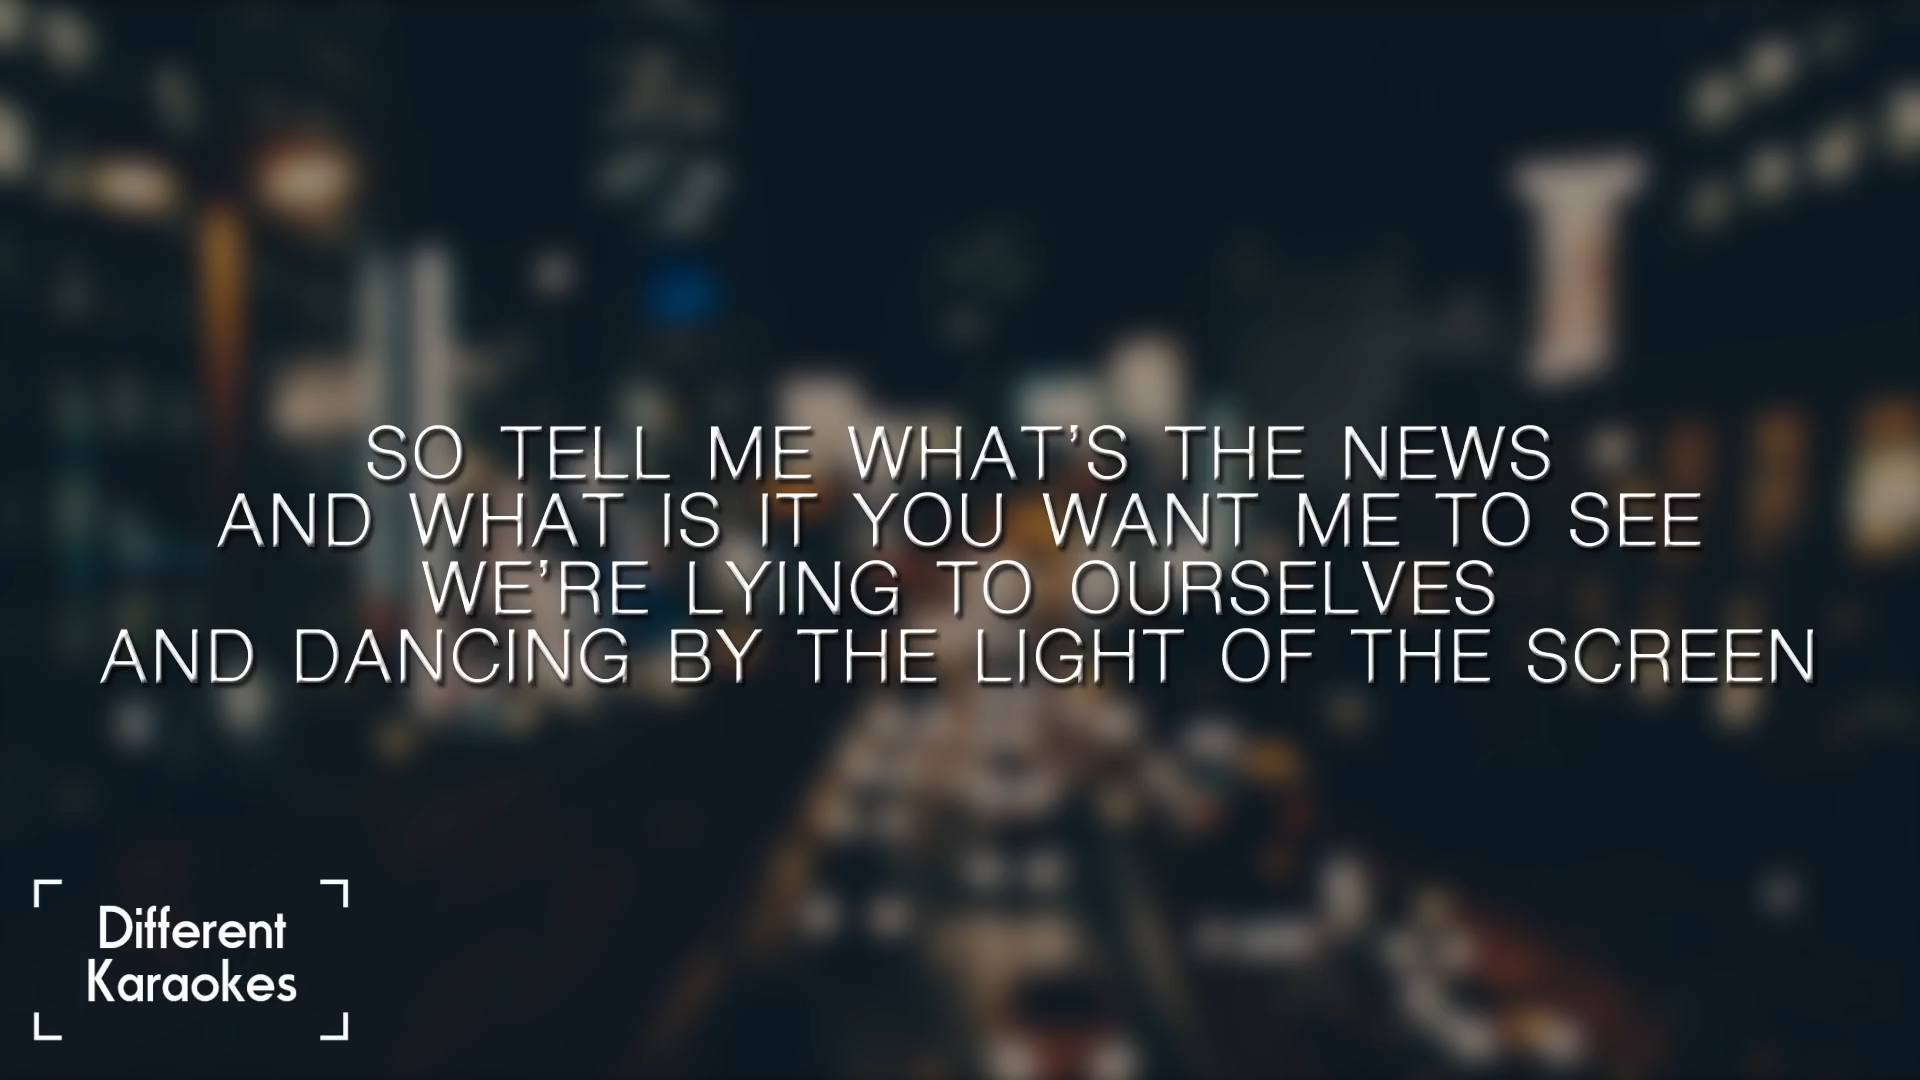 SO TELL ME WHAT'S THE NEWS
AND WHAT IS IT YOU WANT ME TO SEE
WE'RE LYING TO OURSELVES
AND DANCING BY THE LIGHT OF THE SCREEN
Different
Karaokes